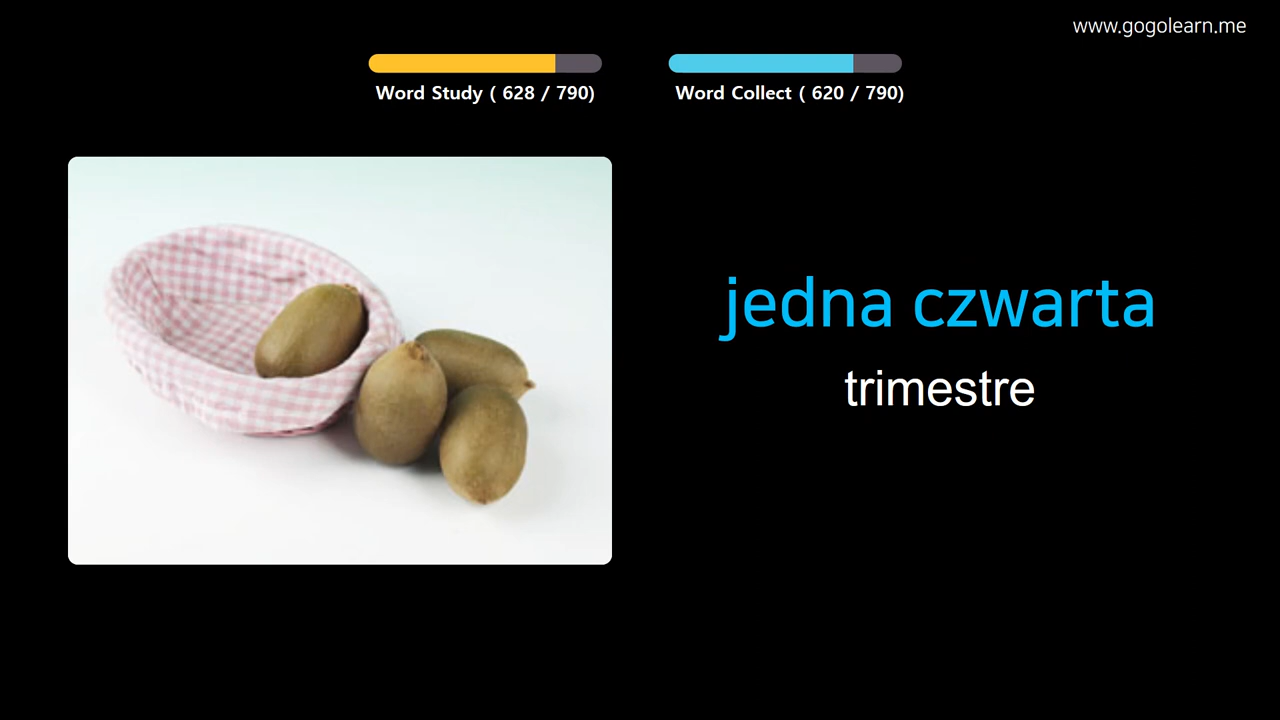 www.gogolearn.me
Word Study ( 628 / 790)
Word Collect ( 620 / 790)
jedna czwarta
trimestre